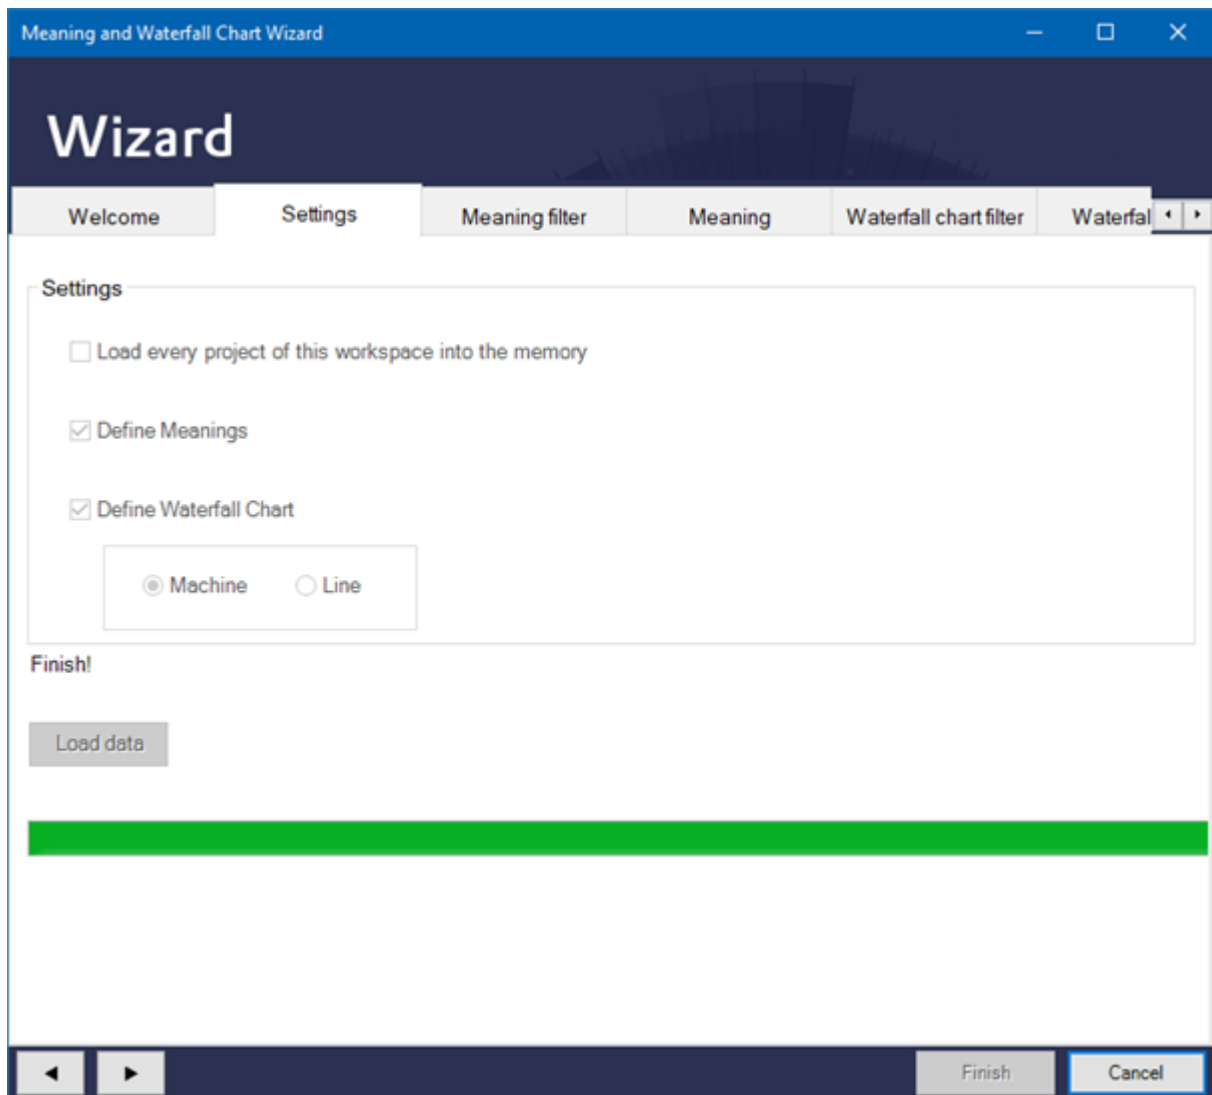 Meaning and Waterfall Chart Wizard
Wizard
Welcome Settings Meaning filter Meaning Waterfall chart filter Waterfal
Settings
Load every project of this workspace into the memory
Define Meanings
Define Waterfall Chart
Machine Line
Finish!
Load data
Finish Cancel